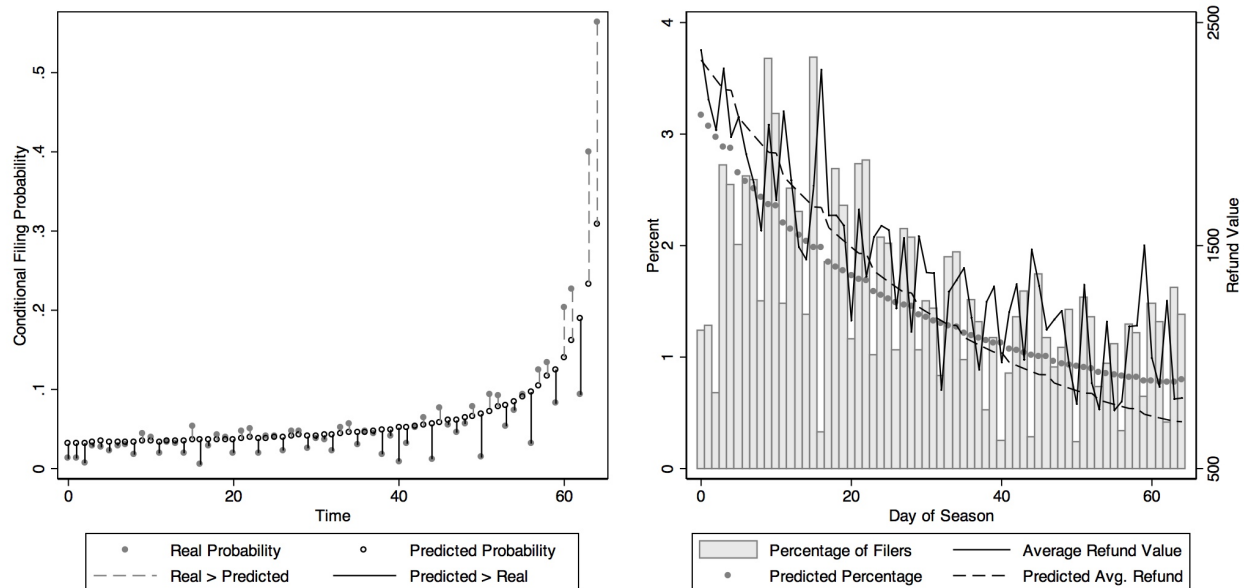 Conditional Filing Probability
.5
.4
.3
.2
.1
0
0 20 40 60
Time
Real Probability Predicted Probability
Real > Predicted Predicted > Real
Percent
4
3
2
1
0
2500
1500
500
Refund Value
0 20 40 60
Day of Season
Percentage of Filers Average Refund Value
Predicted Percentage Predicted Avg. Refund